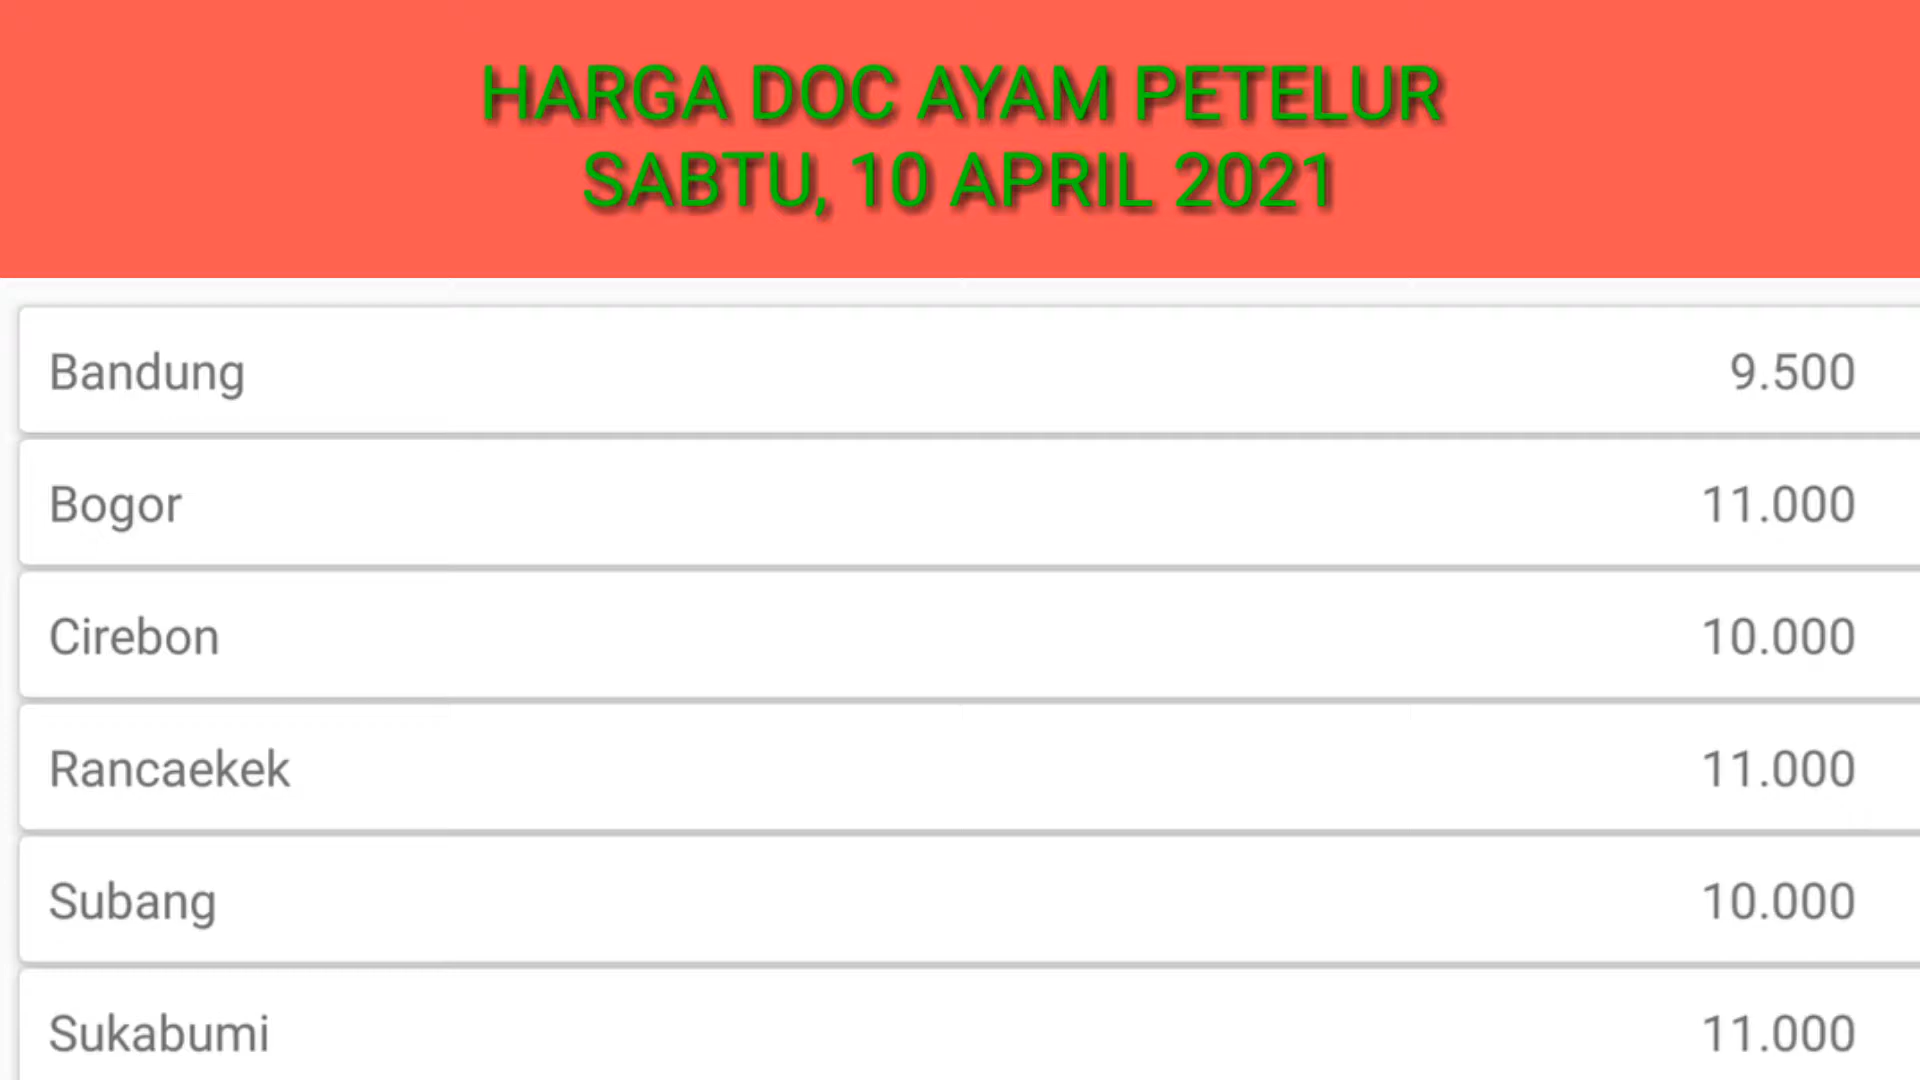 HARGA DOC AYAM PETELUR
SABTU, 10 APRIL 2021
Bandung 9.500
Bogor 11.000
Cirebon 10.000
Rancaekek 11.000
Subang 10.000
Sukabumi 11.000